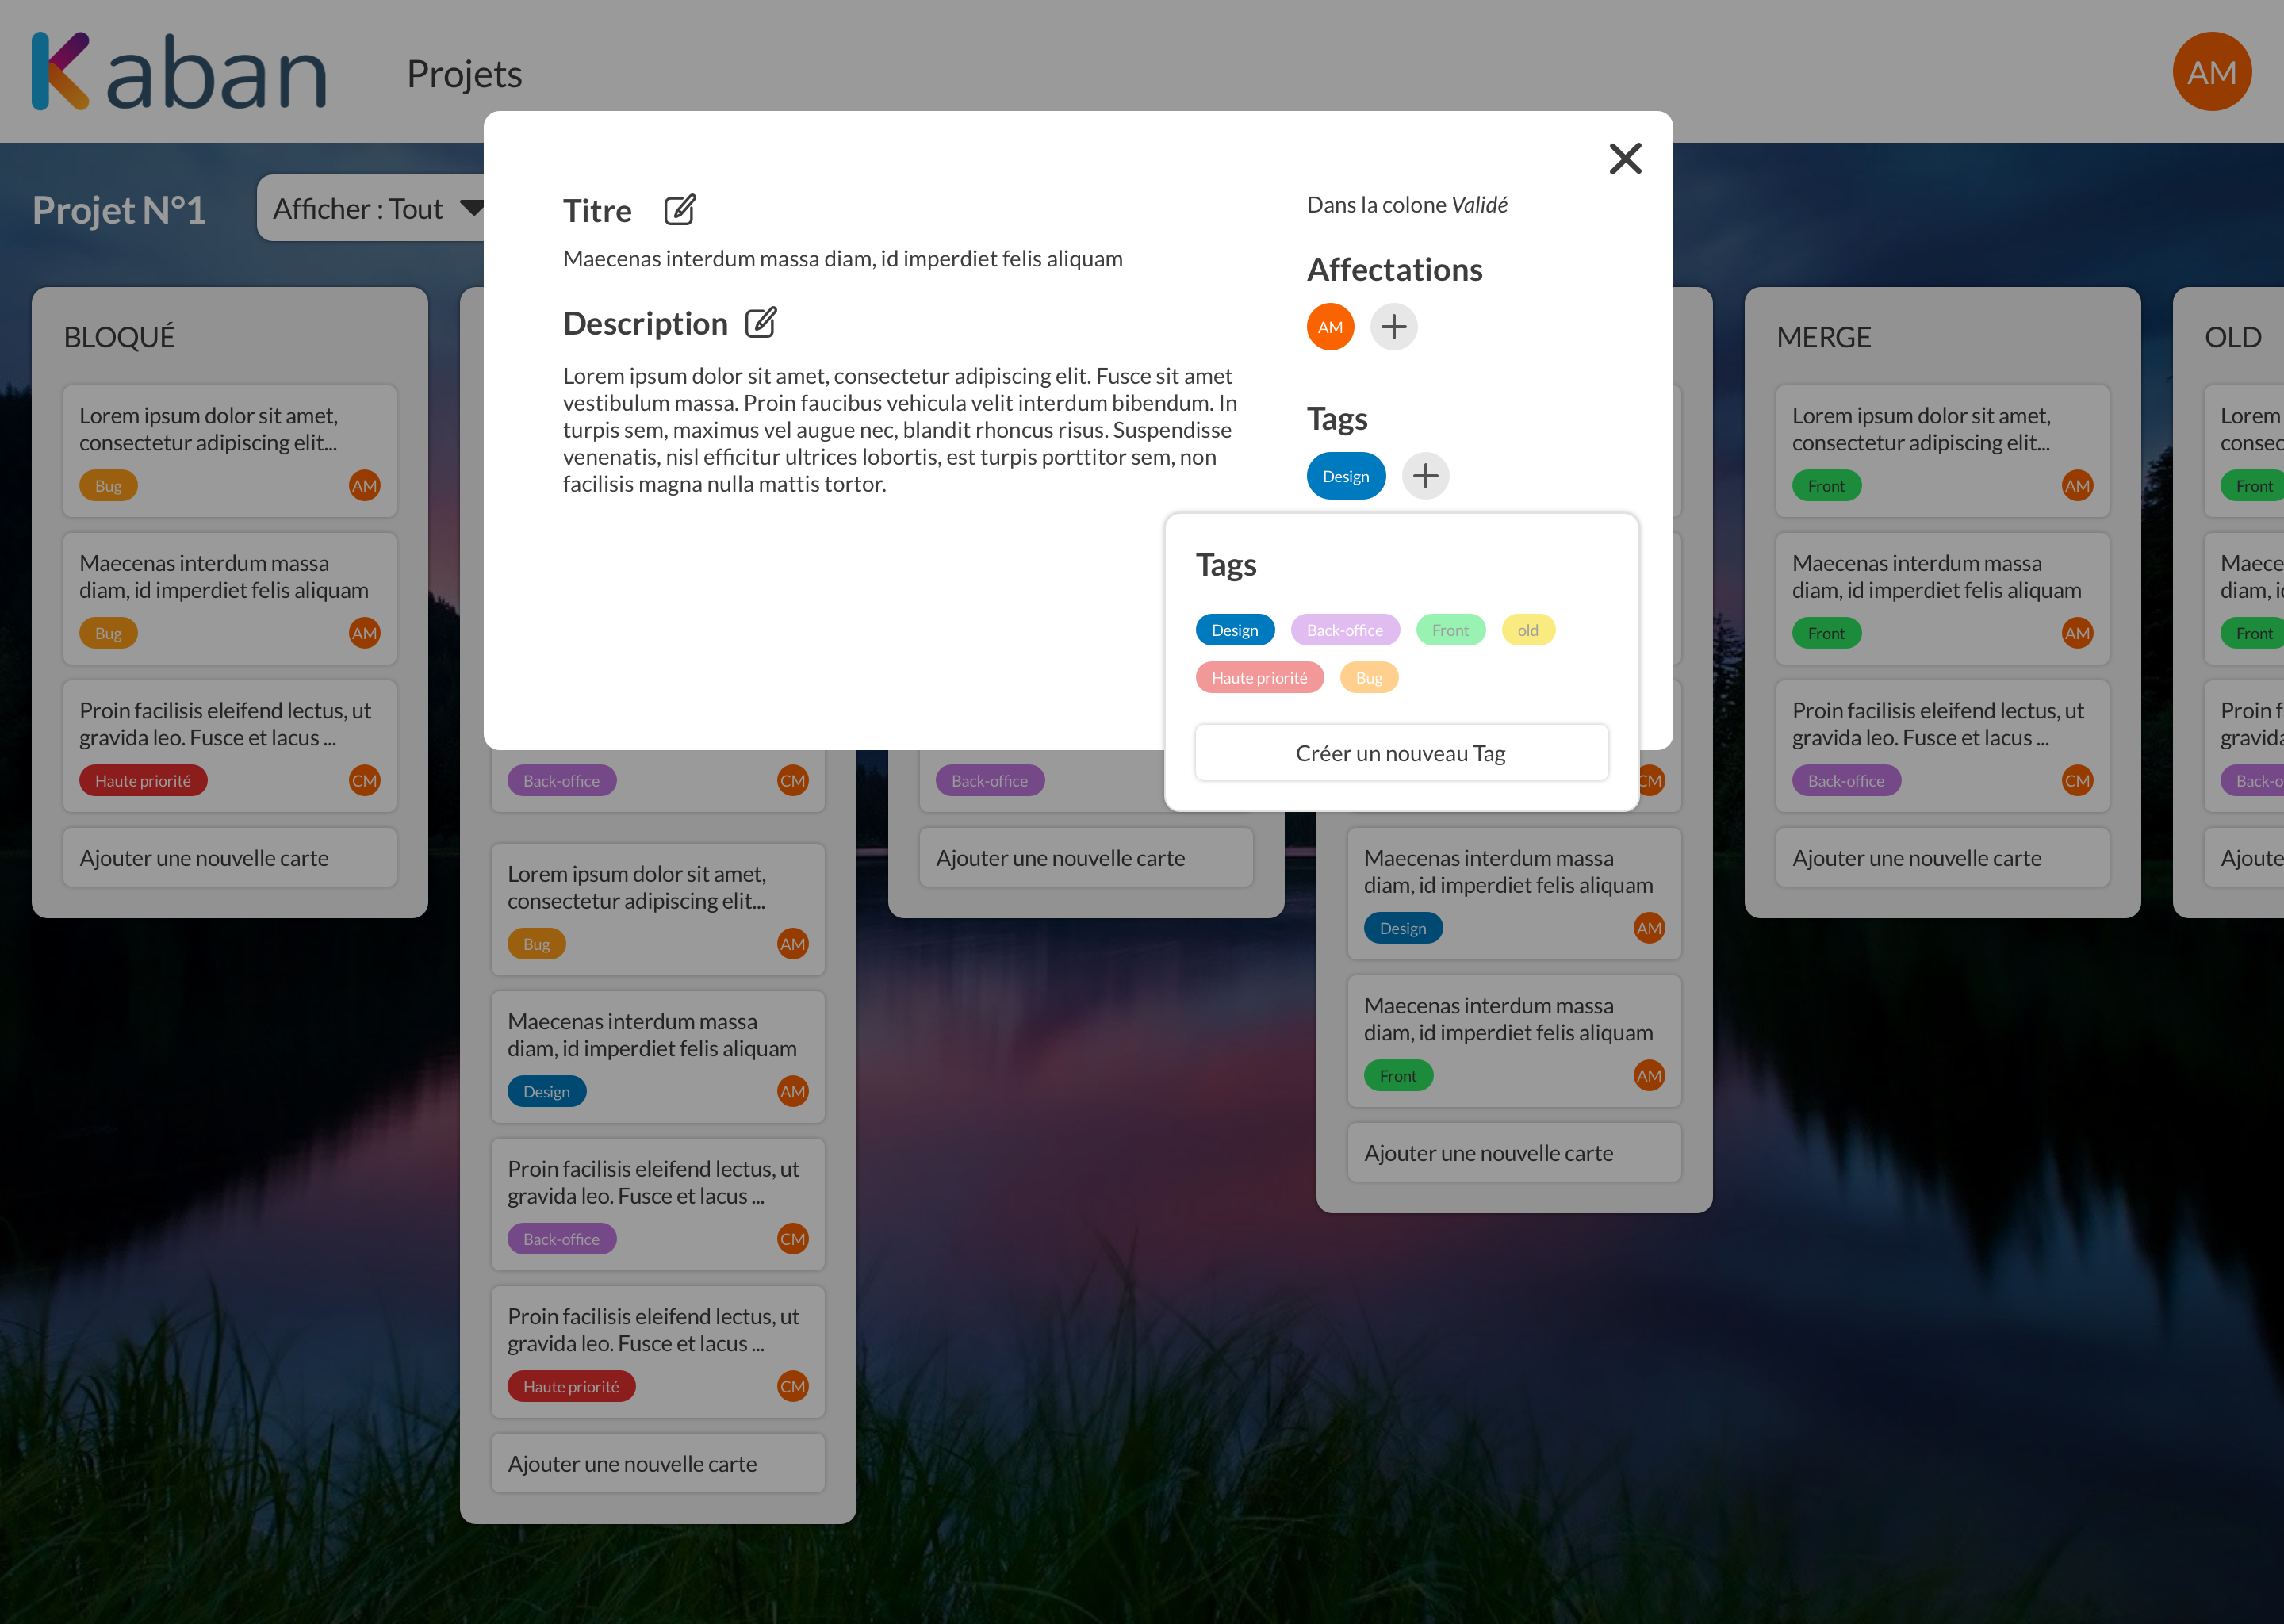 Kaban
Projets
AM
Projet N°1
Afficher : Tout
Titre
Maecenas interdum massa diam, id imperdiet felis aliquam
Description
Lorem ipsum dolor sit amet, consectetur adipiscing elit. Fusce sit amet
vestibulum massa. Proin faucibus vehicula velit interdum bibendum. In
turpis sem, maximus vel augue nec, blandit rhoncus risus. Suspendisse
venenatis, nisl efficitur ultrices lobortis, est turpis porttitor sem, non
facilisis magna nulla mattis tortor.
Dans la colone Validé
Affectations
AM
Tags
Design
Tags
Design Back-office Front old
Haute priorité Bug
Créer un nouveau Tag
BLOQUÉ
Lorem ipsum dolor sit amet,
consectetur adipiscing elit...
Bug AM
Maecenas interdum massa
diam, id imperdiet felis aliquam
Bug AM
Proin facilisis eleifend lectus, ut
gravida leo. Fusce et lacus ...
Haute priorité CM
Ajouter une nouvelle carte
Back-office CM
Lorem ipsum dolor sit amet,
consectetur adipiscing elit...
Bug AM
Maecenas interdum massa
diam, id imperdiet felis aliquam
Design AM
Proin facilisis eleifend lectus, ut
gravida leo. Fusce et lacus ...
Back-office CM
Proin facilisis eleifend lectus, ut
gravida leo. Fusce et lacus ...
Haute priorité CM
Ajouter une nouvelle carte
Back-office
Ajouter une nouvelle carte
CM
Maecenas interdum massa
diam, id imperdiet felis aliquam
Design AM
Maecenas interdum massa
diam, id imperdiet felis aliquam
Front AM
Ajouter une nouvelle carte
MERGE
Lorem ipsum dolor sit amet,
consectetur adipiscing elit...
Front AM
Maecenas interdum massa
diam, id imperdiet felis aliquam
Front AM
Proin facilisis eleifend lectus, ut
gravida leo. Fusce et lacus ...
Back-office CM
Ajouter une nouvelle carte
OLD
Lorem
consec
Front
Maece
diam, i
Front
Proin f
gravida
Back-o
Ajoute